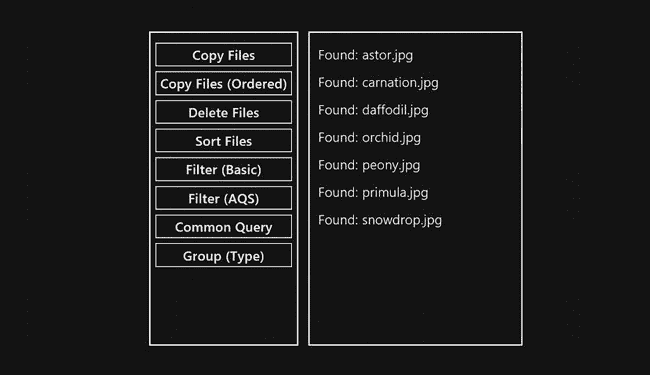 Copy Files
Copy Files (Ordered)
Delete Files
Sort Files
Filter (Basic)
Filter (AQS)
Common Query
Group (Type)
Found: astor.jpg
Found: carnation.jpg
Found: daffodil.jpg
Found: orchid.jpg
Found: peony.jpg
Found: primula.jpg
Found: snowdrop.jpg